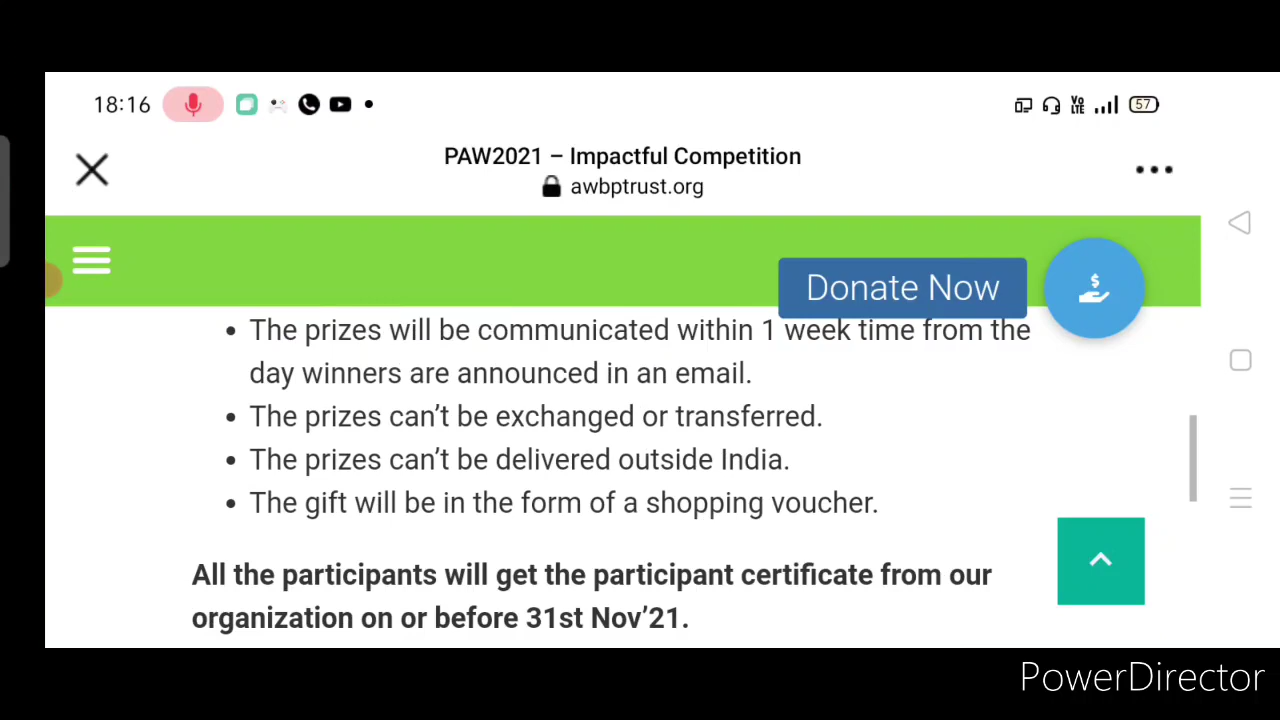 18:16
Vo LTE
57
PAW2021 – Impactful Competition
awbptrust.org
Donate Now
$
• The prizes will be communicated within 1 week time from the
day winners are announced in an email.
• The prizes can't be exchanged or transferred.
• The prizes can't be delivered outside India.
• The gift will be in the form of a shopping voucher.
All the participants will get the participant certificate from our
organization on or before 31st Nov'21.
PowerDirector